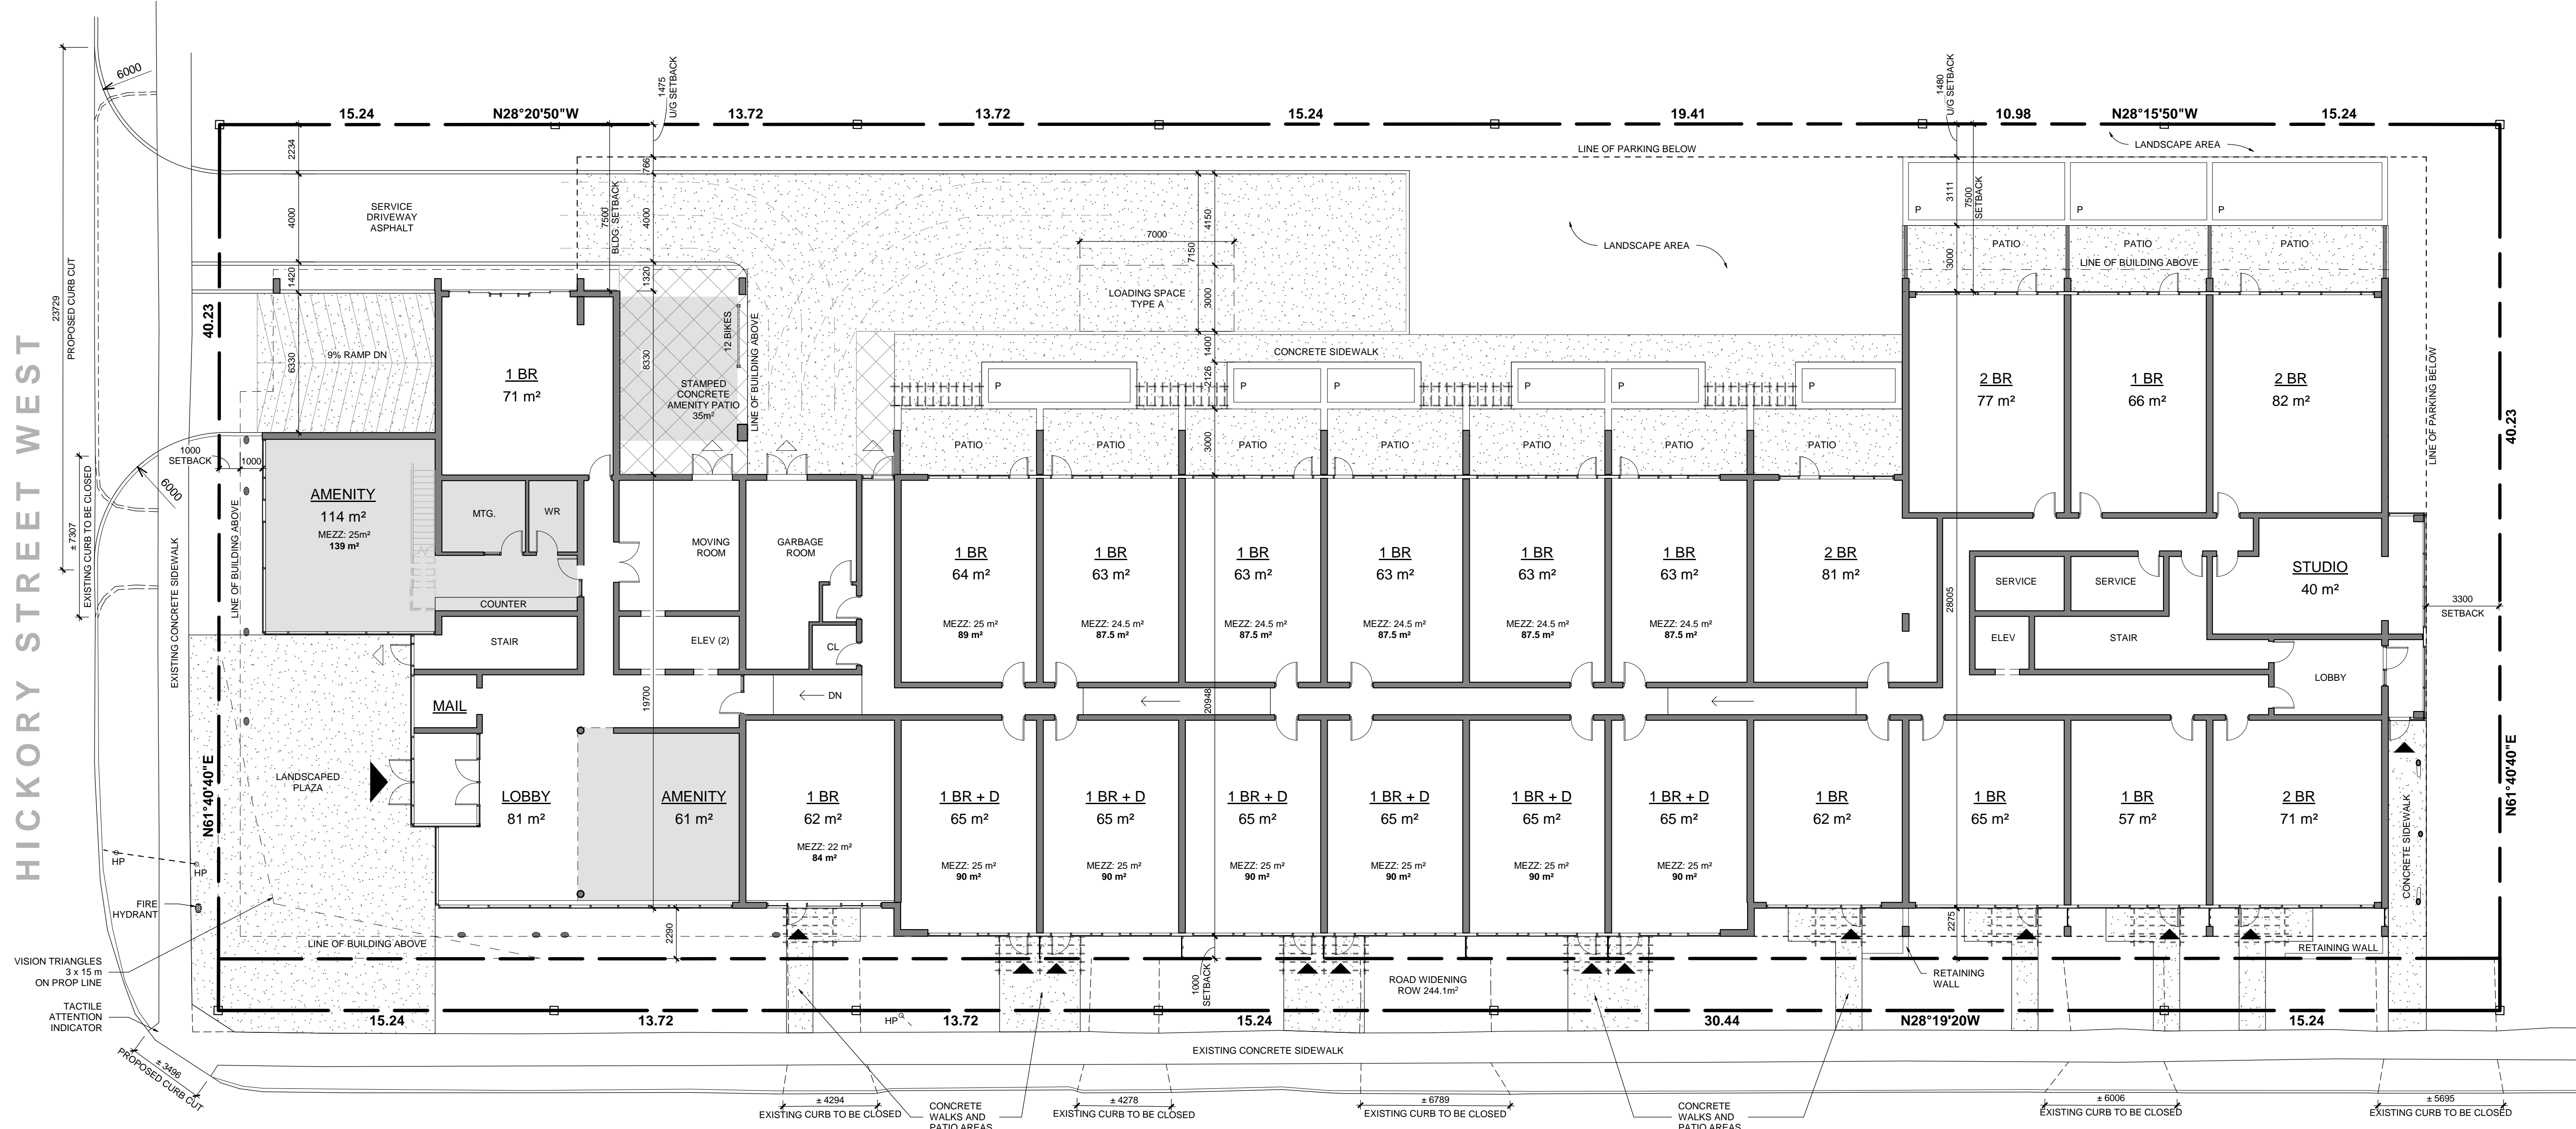 HICKORY STREET WEST
6000
23729
PROPOSED CURB CUT
± 7307
EXISTING CURB TO BE CLOSED
6000
EXISTING CONCRETE SIDEWALK
15.24
N28°20'50"W
13.72
13.72
15.24
19.41
10.98
N28°15'50"W
15.24
1475
U/G SETBACK
1480
U/G SETBACK
LINE OF PARKING BELOW
LANDSCAPE AREA
2234
4000
1420
6330
766
4000
1320
8330
7500
BLDG. SETBACK
SERVICE
DRIVEWAY
ASPHALT
7000
4150
7150
3000
LOADING SPACE
TYPE A
1400
2126
3000
LANDSCAPE AREA
3111
7500
SETBACK
3000
P
P
P
PATIO
PATIO
PATIO
LINE OF BUILDING ABOVE
40.23
9% RAMP DN
1 BR
71 m²
12 BIKES
LINE OF BUILDING ABOVE
STAMPED
CONCRETE
AMENITY PATIO
35m²
CONCRETE SIDEWALK
P
P
P
P
P
P
PATIO
PATIO
PATIO
PATIO
PATIO
PATIO
PATIO
2 BR
77 m²
1 BR
66 m²
2 BR
82 m²
LINE OF PARKING BELOW
40.23
1000
SETBACK
1000
LINE OF BUILDING ABOVE
AMENITY
114 m²
MEZZ: 25m²
139 m²
MTG.
WR
COUNTER
STAIR
MOVING
ROOM
GARBAGE
ROOM
ELEV (2)
CL
1 BR
64 m²
MEZZ: 25 m²
89 m²
1 BR
63 m²
MEZZ: 24.5 m²
87.5 m²
1 BR
63 m²
MEZZ: 24.5 m²
87.5 m²
1 BR
63 m²
MEZZ: 24.5 m²
87.5 m²
1 BR
63 m²
MEZZ: 24.5 m²
87.5 m²
1 BR
63 m²
MEZZ: 24.5 m²
87.5 m²
2 BR
81 m²
28005
SERVICE
SERVICE
STUDIO
40 m²
ELEV
STAIR
LOBBY
3300
SETBACK
MAIL
19700
DN
20948
N61°40'40"E
LANDSCAPED
PLAZA
LOBBY
81 m²
AMENITY
61 m²
1 BR
62 m²
MEZZ: 22 m²
84 m²
1 BR + D
65 m²
MEZZ: 25 m²
90 m²
1 BR + D
65 m²
MEZZ: 25 m²
90 m²
1 BR + D
65 m²
MEZZ: 25 m²
90 m²
1 BR + D
65 m²
MEZZ: 25 m²
90 m²
1 BR + D
65 m²
MEZZ: 25 m²
90 m²
1 BR + D
65 m²
MEZZ: 25 m²
90 m²
1 BR
62 m²
1 BR
65 m²
1 BR
57 m²
2 BR
71 m²
N61°40'40"E
CONCRETE SIDEWALK
HP
HP
FIRE
HYDRANT
LINE OF BUILDING ABOVE
2290
1000
SETBACK
2275
RETAINING WALL
RETAINING
WALL
ROAD WIDENING
ROW 244.1m²
VISION TRIANGLES
3 x 15 m
ON PROP LINE
TACTILE
ATTENTION
INDICATOR
15.24
13.72
HP
13.72
15.24
30.44
N28°19'20W
15.24
EXISTING CONCRETE SIDEWALK
± 3496
PROPOSED CURB CUT
± 4294
EXISTING CURB TO BE CLOSED
CONCRETE
WALKS AND
PATIO AREAS
± 4278
EXISTING CURB TO BE CLOSED
± 6789
EXISTING CURB TO BE CLOSED
CONCRETE
WALKS AND
PATIO AREAS
± 6006
EXISTING CURB TO BE CLOSED
± 5695
EXISTING CURB TO BE CLOSED